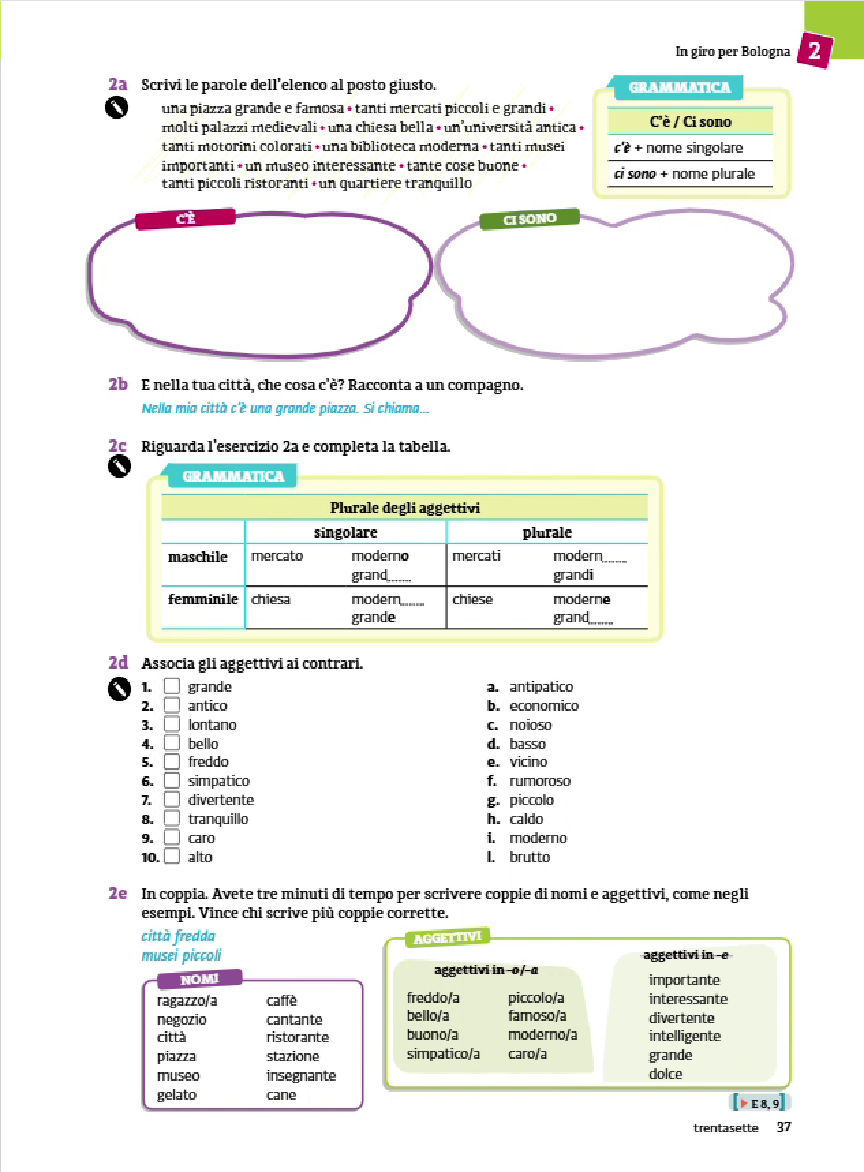 In giro per Bologna 2
2a Scrivi le parole dell'elenco al posto giusto.
una piazza grande e famosa • tanti mercati piccoli e grandi •
molti palazzi medievali • una chiesa bella • un'università antica •
tanti motorini colorati • una biblioteca moderna • tanti musei
importanti • un museo interessante • tante cose buone •
tanti piccoli ristoranti • un quartiere tranquillo
GRAMMATICA
C'è / Ci sono
c'è + nome singolare
ci sono + nome plurale
C'È
CI SONO
2b E nella tua città, che cosa c'è? Racconta a un compagno.
Nella mia città c'è una grande piazza. Si chiama...
2c Riguarda l'esercizio 2a e completa la tabella.
GRAMMATICA
Plurale degli aggettivi
singolare plurale
maschile mercato moderno mercati modern........
grand........ grandi
femminile chiesa modern........ chiese moderne
grande grand........
2d Associa gli aggettivi ai contrari.
1. grande a. antipatico
2. antico b. economico
3. lontano c. noioso
4. bello d. basso
5. freddo e. vicino
6. simpatico f. rumoroso
7. divertente g. piccolo
8. tranquillo h. caldo
9. caro i. moderno
10. alto l. brutto
2e In coppia. Avete tre minuti di tempo per scrivere coppie di nomi e aggettivi, come negli
esempi. Vince chi scrive più coppie corrette.
città fredda
musei piccoli
NOMI
ragazzo/a caffè
negozio cantante
città ristorante
piazza stazione
museo insegnante
gelato cane
AGGETTIVI
aggettivi in -o/-a
freddo/a piccolo/a
bello/a famoso/a
buono/a moderno/a
simpatico/a caro/a
aggettivi in -e
importante
interessante
divertente
intelligente
grande
dolce
[▶ E 8, 9]
trentasette 37